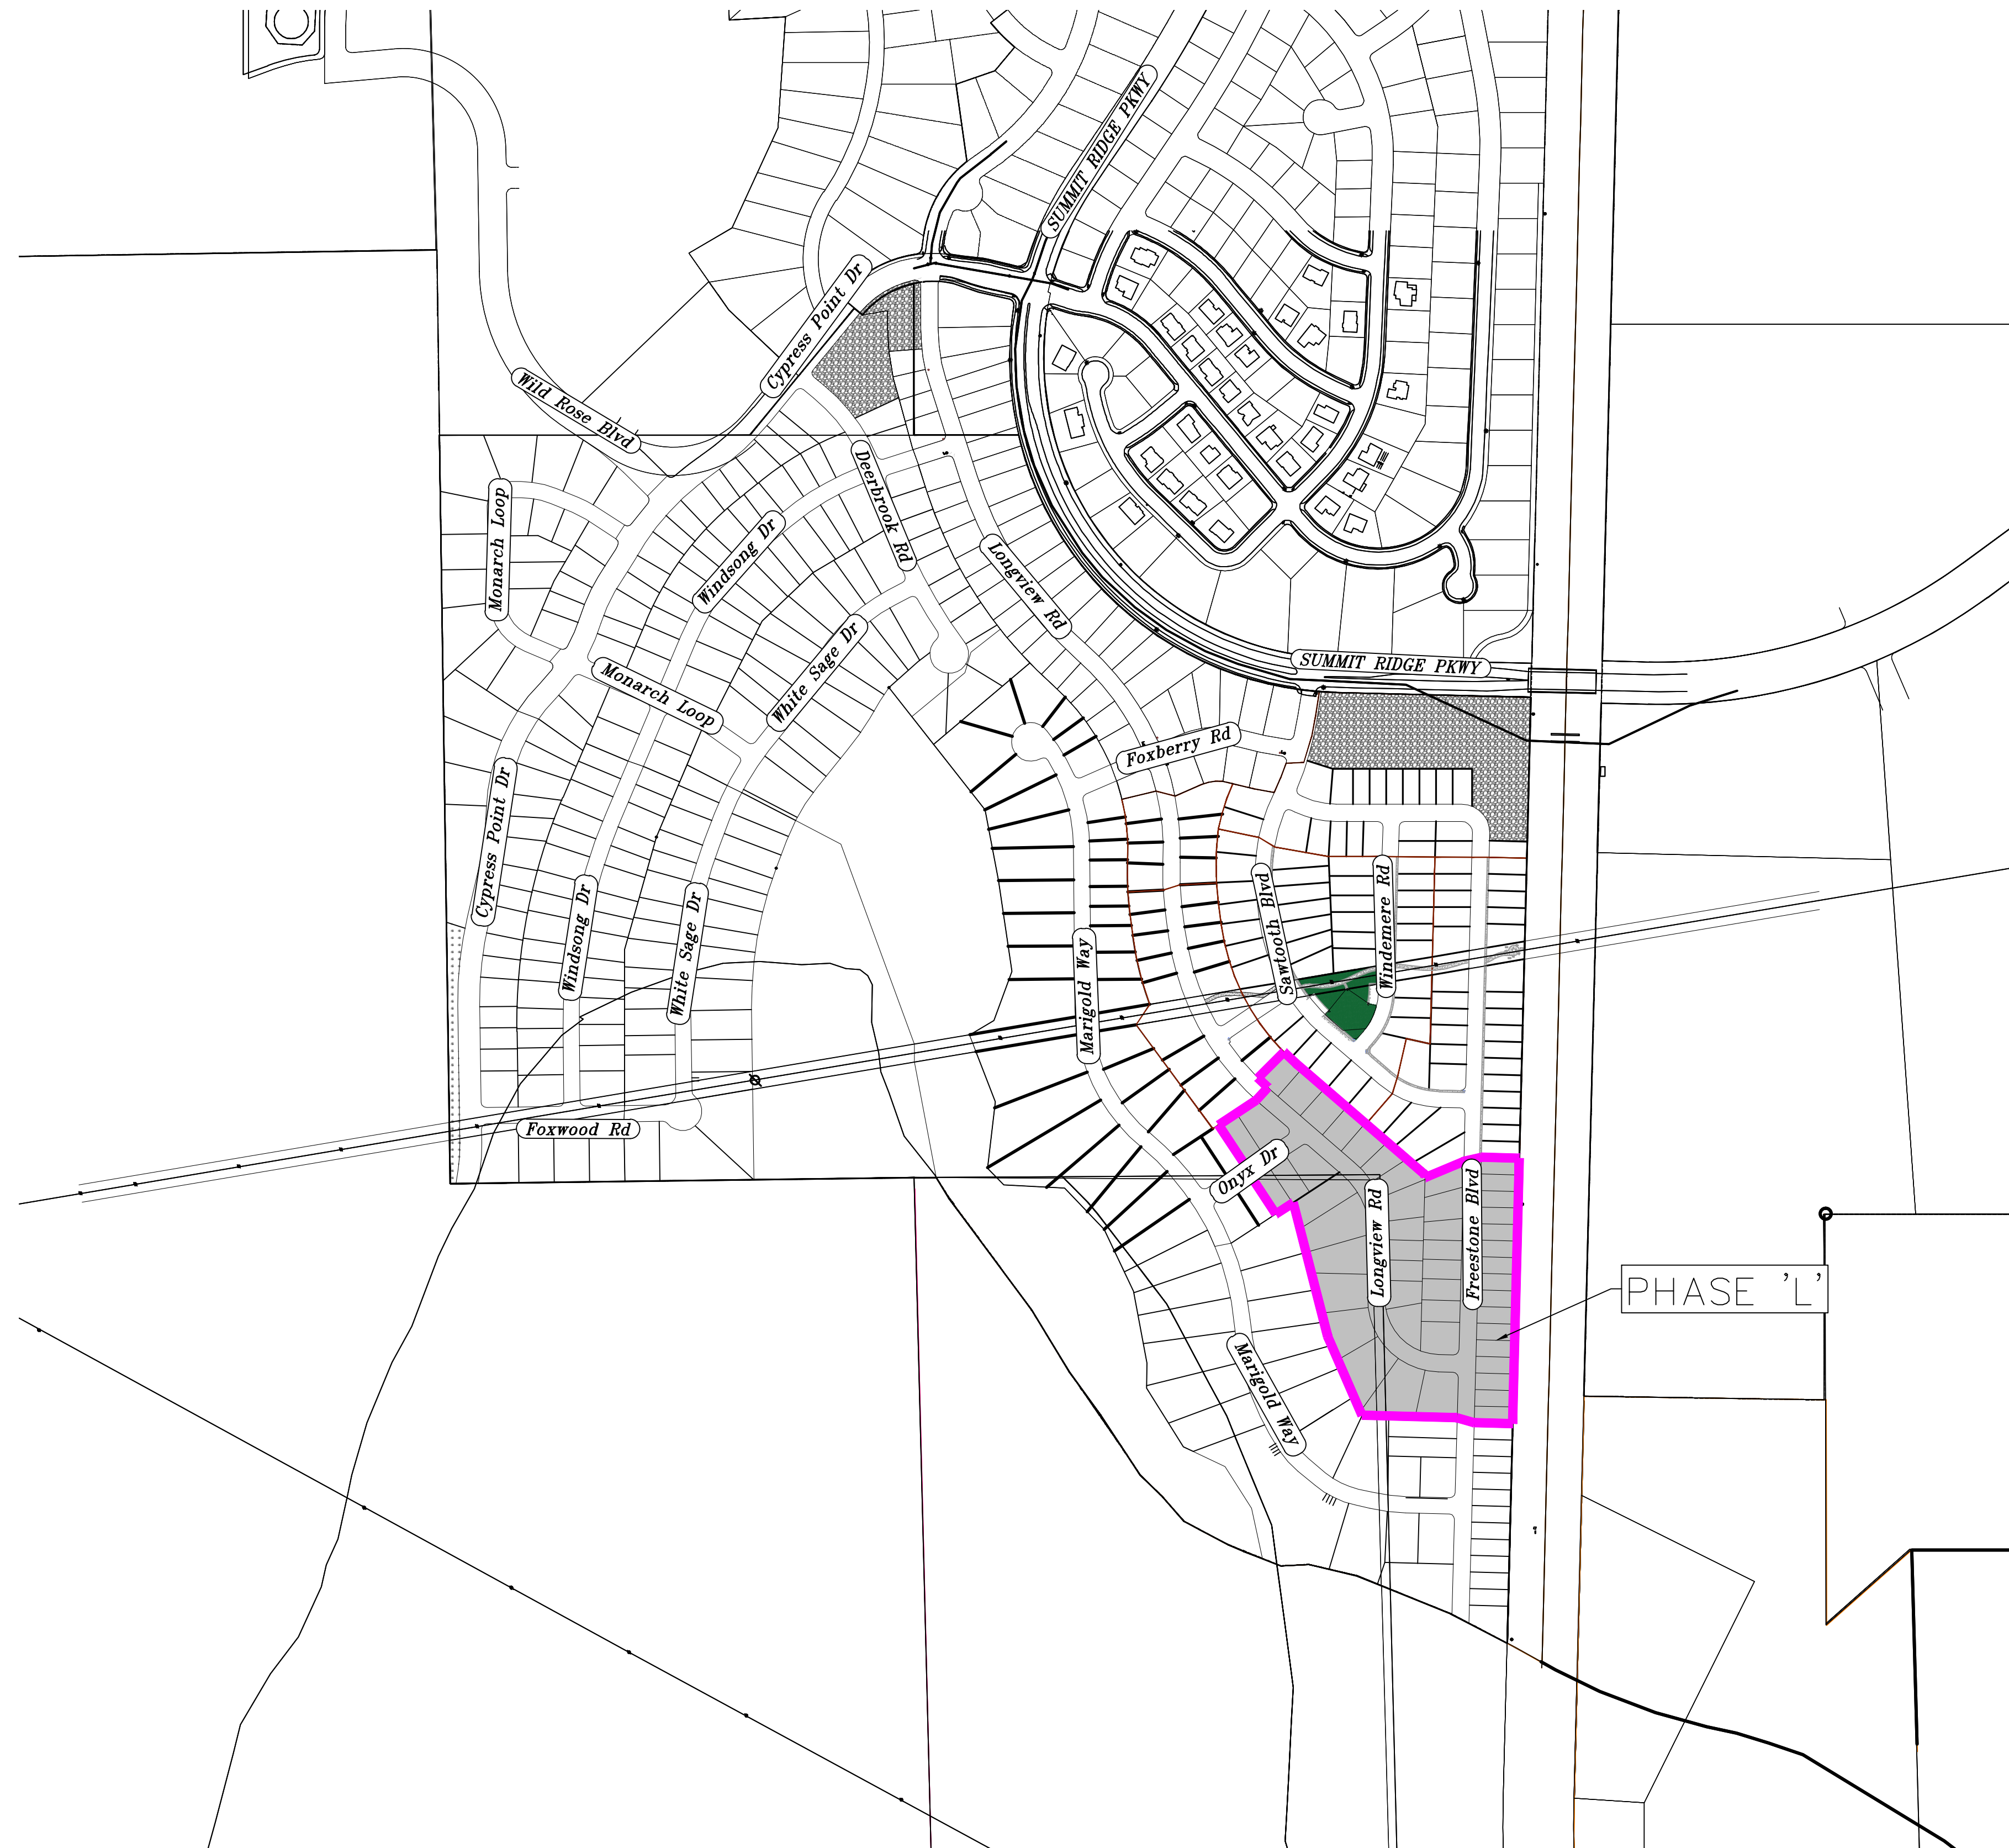 SUMMIT RIDGE PKWY
Cypress Point Dr
Wild Rose Blvd
Deerbrook Rd
Monarch Loop
Windsong Dr
Longview Rd
White Sage Dr
SUMMIT RIDGE PKWY
Monarch Loop
Foxberry Rd
Cypress Point Dr
Windsong Dr
White Sage Dr
Sawtooth Blvd
Windemere Rd
Marigold Way
Foxwood Rd
Onyx Dr
Longview Rd
Freestone Blvd
PHASE 'L'
Marigold Way